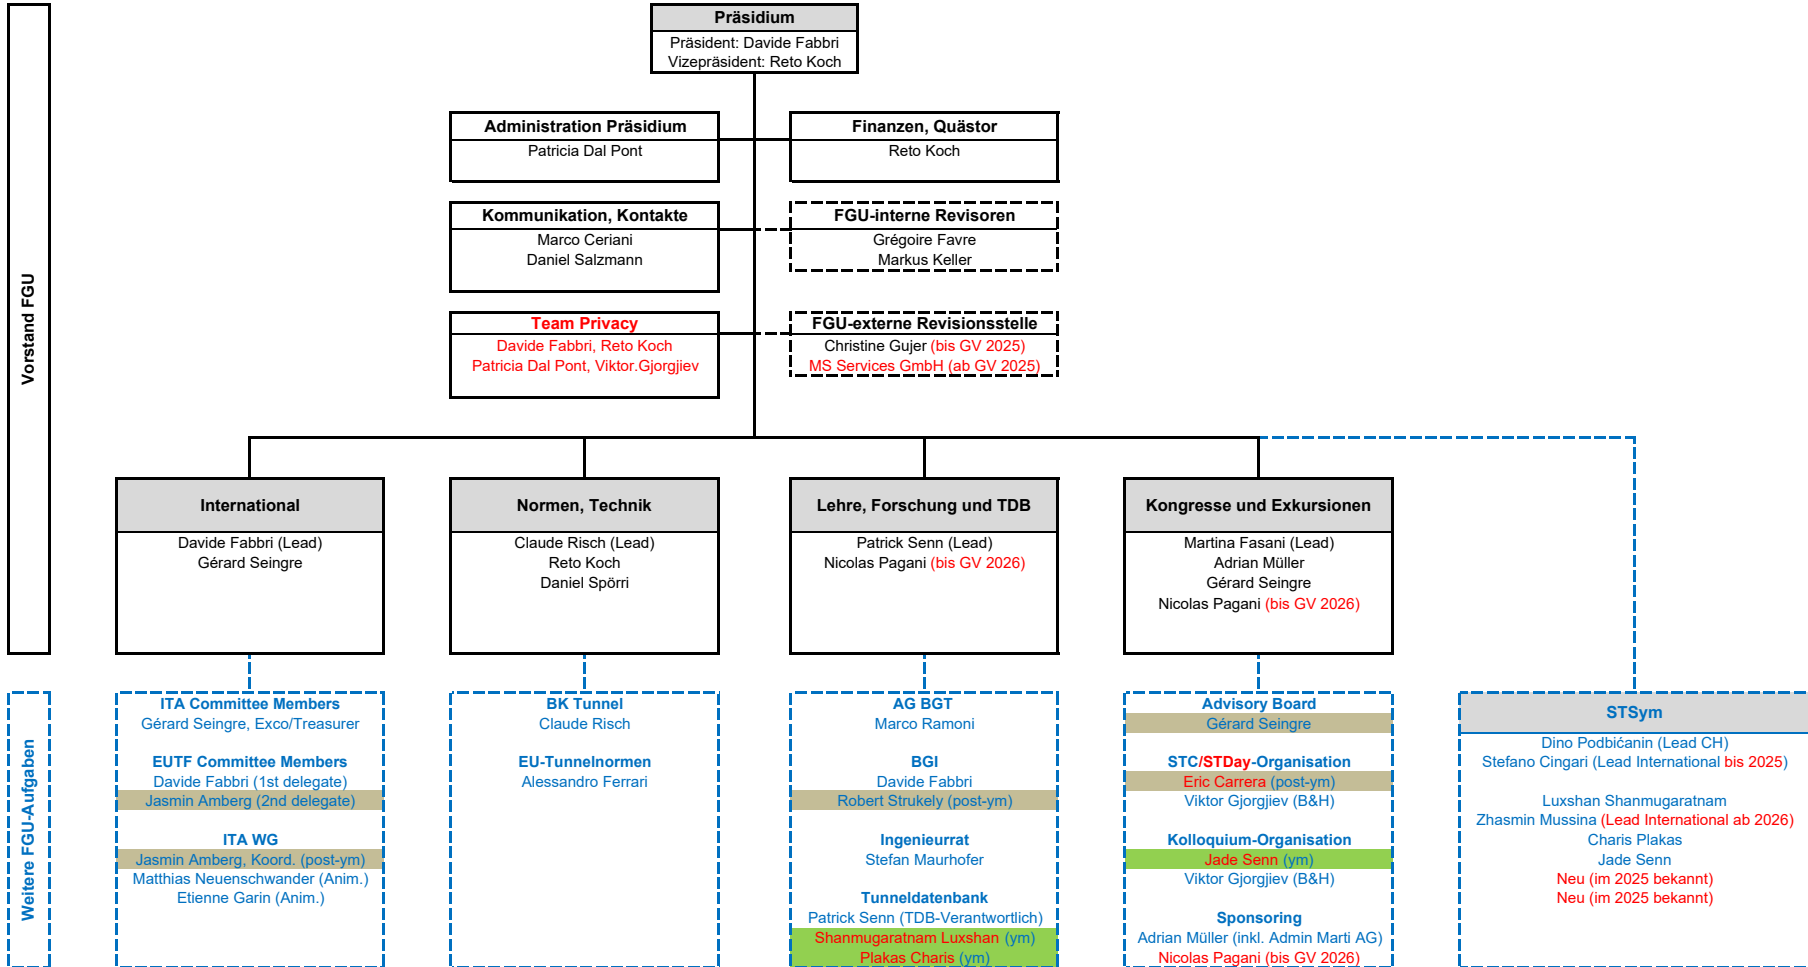 Präsidium
Präsident: Davide Fabbri
Vizepräsident: Reto Koch
Administration Präsidium
Patricia Dal Pont
Finanzen, Quästor
Reto Koch
Kommunikation, Kontakte
Marco Ceriani
Daniel Salzmann
FGU-interne Revisoren
Grégoire Favre
Markus Keller
Team Privacy
Davide Fabbri, Reto Koch
Patricia Dal Pont, Viktor.Gjorgjiev
FGU-externe Revisionsstelle
Christine Gujer (bis GV 2025)
MS Services GmbH (ab GV 2025)
Vorstand FGU
International
Davide Fabbri (Lead)
Gérard Seingre
Normen, Technik
Claude Risch (Lead)
Reto Koch
Daniel Spörri
Lehre, Forschung und TDB
Patrick Senn (Lead)
Nicolas Pagani (bis GV 2026)
Kongresse und Exkursionen
Martina Fasani (Lead)
Adrian Müller
Gérard Seingre
Nicolas Pagani (bis GV 2026)
Weitere FGU-Aufgaben
ITA Committee Members
Gérard Seingre, Exco/Treasurer
EUTF Committee Members
Davide Fabbri (1st delegate)
Jasmin Amberg (2nd delegate)
ITA WG
Jasmin Amberg, Koord. (post-ym)
Matthias Neuenschwander (Anim.)
Etienne Garin (Anim.)
BK Tunnel
Claude Risch
EU-Tunnelnormen
Alessandro Ferrari
AG BGT
Marco Ramoni
BGI
Davide Fabbri
Robert Strukely (post-ym)
Ingenieurrat
Stefan Maurhofer
Tunneldatenbank
Patrick Senn (TDB-Verantwortlich)
Shanmugaratnam Luxshan (ym)
Plakas Charis (ym)
Advisory Board
Gérard Seingre
STC/STDay-Organisation
Eric Carrera (post-ym)
Viktor Gjorgjiev (B&H)
Kolloquium-Organisation
Jade Senn (ym)
Viktor Gjorgjiev (B&H)
Sponsoring
Adrian Müller (inkl. Admin Marti AG)
Nicolas Pagani (bis GV 2026)
STSym
Dino Podbićanin (Lead CH)
Stefano Cingari (Lead International bis 2025)
Luxshan Shanmugaratnam
Zhasmin Mussina (Lead International ab 2026)
Charis Plakas
Jade Senn
Neu (im 2025 bekannt)
Neu (im 2025 bekannt)